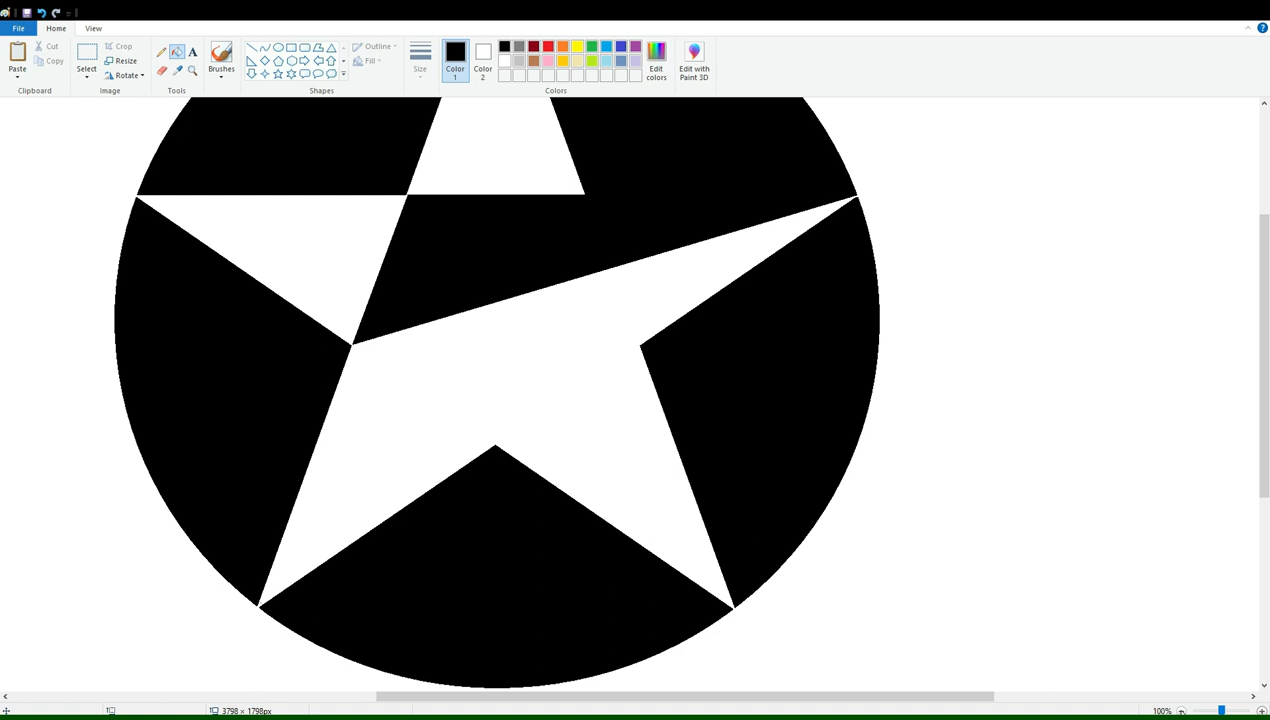 File Home View
Paste Cut Copy Clipboard
Select Crop Resize Rotate Image
A Tools
Brushes
Outline Fill Shapes
Size
Color 1 Color 2 Edit colors Colors
Edit with Paint 3D
3798 × 1798px 100%